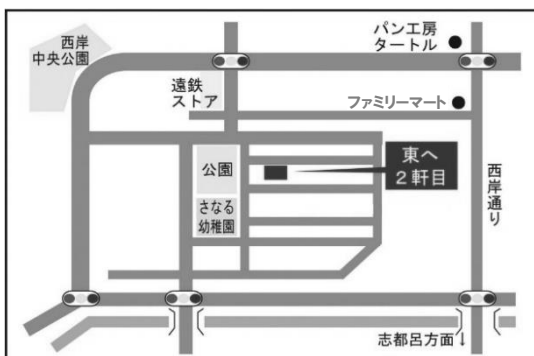 西岸
中央公園
パン工房
タートル
遠鉄
ストア
ファミリーマート
公園
東へ
2軒目
さなる
幼稚園
西岸通り
志都呂方面↓